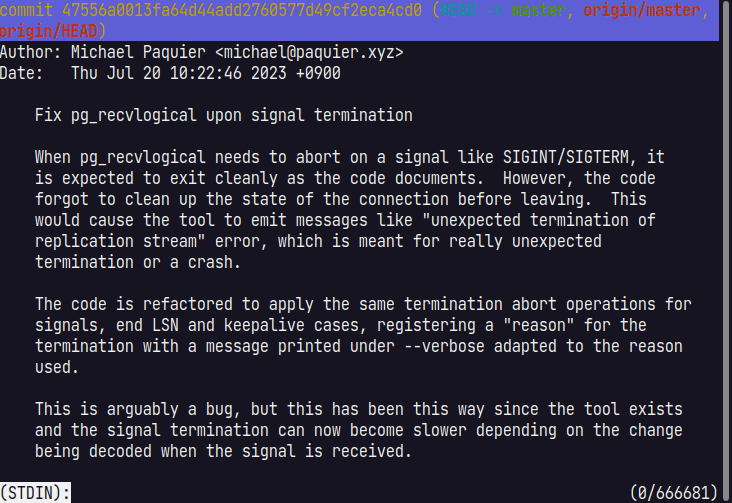 commit 47556a0013fa64d44add2760577d49cf2eca4cd0 (HEAD -> master, origin/master,
origin/HEAD)
Author: Michael Paquier <michael@paquier.xyz>
Date:   Thu Jul 20 10:22:46 2023 +0900
Fix pg_recvlogical upon signal termination
When pg_recvlogical needs to abort on a signal like SIGINT/SIGTERM, it
is expected to exit cleanly as the code documents.  However, the code
forgot to clean up the state of the connection before leaving.  This
would cause the tool to emit messages like "unexpected termination of
replication stream" error, which is meant for really unexpected
termination or a crash.
The code is refactored to apply the same termination abort operations for
signals, end LSN and keepalive cases, registering a "reason" for the
termination with a message printed under --verbose adapted to the reason
used.
This is arguably a bug, but this has been this way since the tool exists
and the signal termination can now become slower depending on the change
being decoded when the signal is received.
(STDIN): (0/666681)